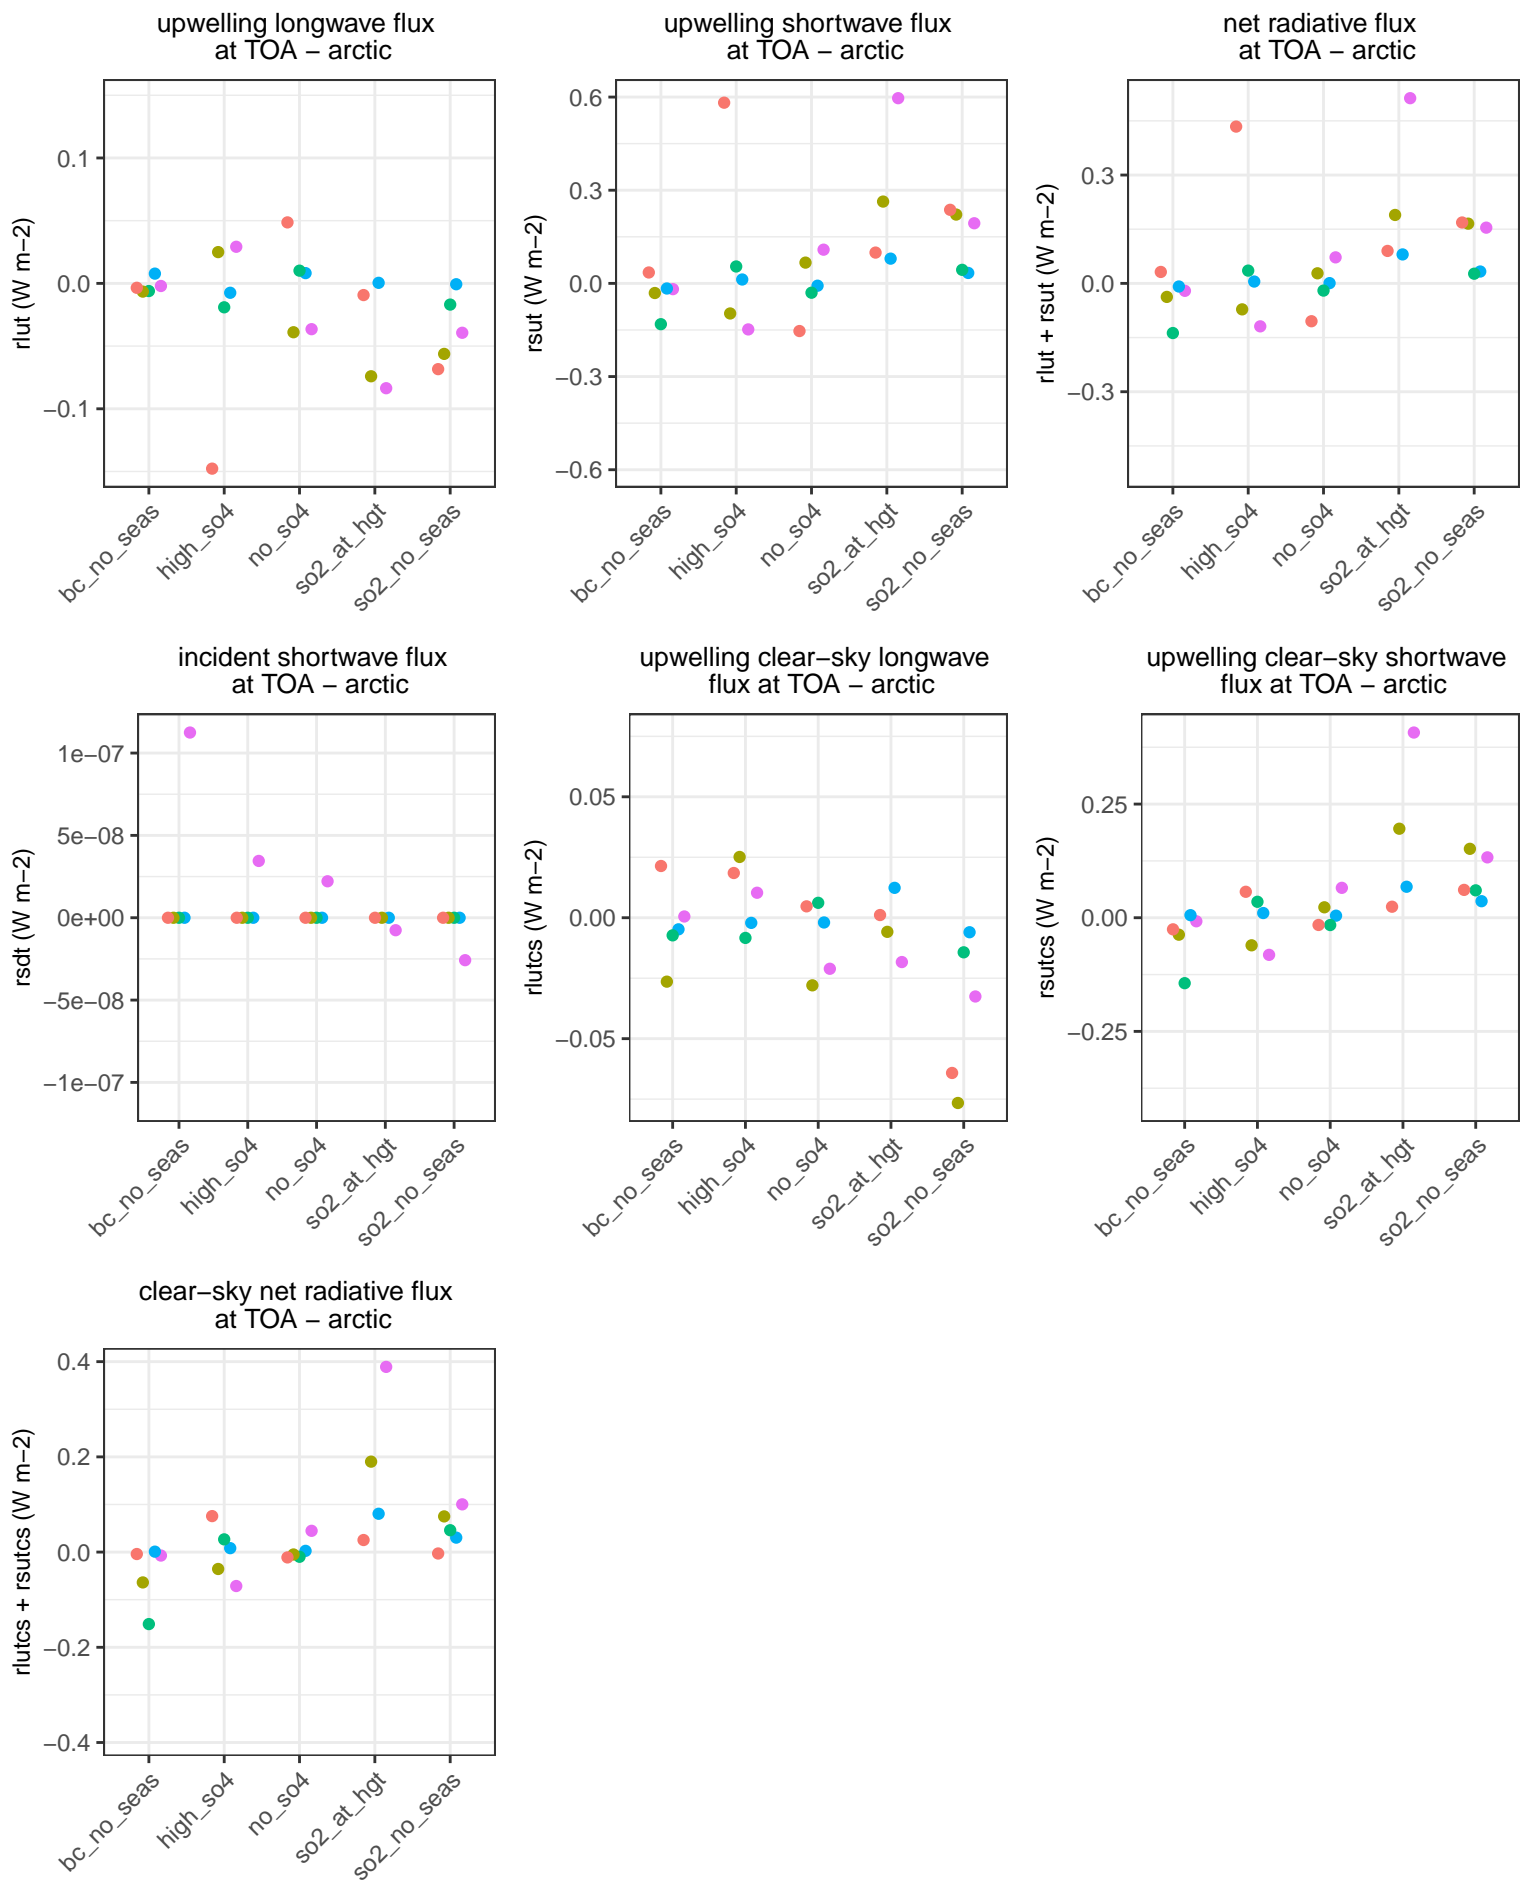 upwelling longwave flux
at TOA − arctic
rlut (W m−2)
0.1
0.0
−0.1
bc_no_seas
high_so4
no_so4
so2_at_hgt
so2_no_seas
upwelling shortwave flux
at TOA − arctic
rsut (W m−2)
0.6
0.3
0.0
−0.3
−0.6
bc_no_seas
high_so4
no_so4
so2_at_hgt
so2_no_seas
net radiative flux
at TOA − arctic
rlut + rsut (W m−2)
0.3
0.0
−0.3
bc_no_seas
high_so4
no_so4
so2_at_hgt
so2_no_seas
incident shortwave flux
at TOA − arctic
rsdt (W m−2)
1e−07
5e−08
0e+00
−5e−08
−1e−07
bc_no_seas
high_so4
no_so4
so2_at_hgt
so2_no_seas
upwelling clear−sky longwave
flux at TOA − arctic
rlutcs (W m−2)
0.05
0.00
−0.05
bc_no_seas
high_so4
no_so4
so2_at_hgt
so2_no_seas
upwelling clear−sky shortwave
flux at TOA − arctic
rsutcs (W m−2)
0.25
0.00
−0.25
bc_no_seas
high_so4
no_so4
so2_at_hgt
so2_no_seas
clear−sky net radiative flux
at TOA − arctic
rlutcs + rsutcs (W m−2)
0.4
0.2
0.0
−0.2
−0.4
bc_no_seas
high_so4
no_so4
so2_at_hgt
so2_no_seas